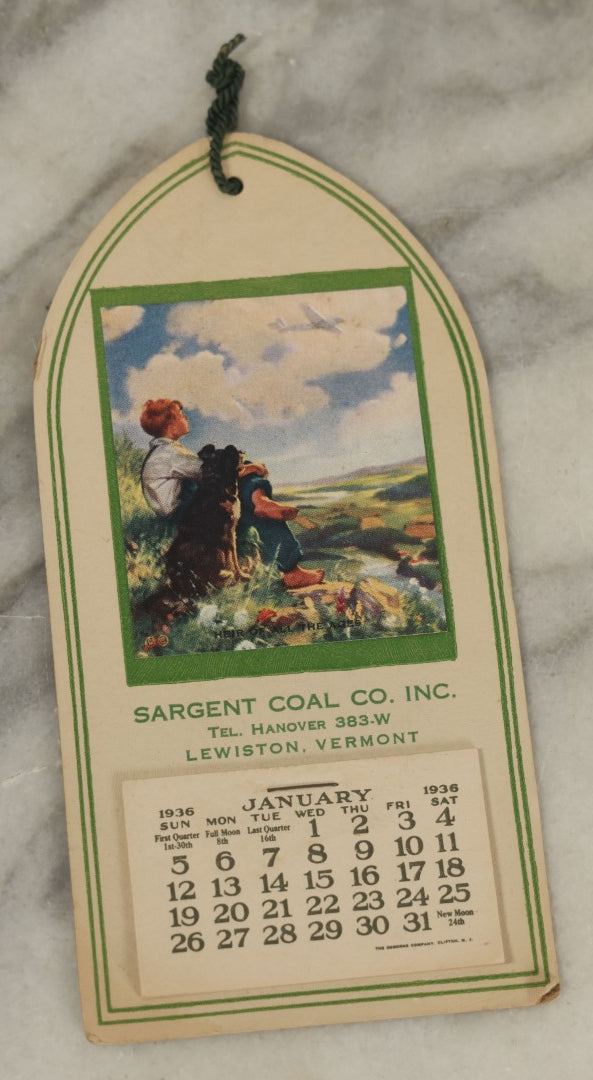 HEIR OF ALL THE AGES
SARGENT COAL CO. INC.
TEL. HANOVER 383-W
LEWISTON, VERMONT
1936 JANUARY 1936
SUN MON TUE WED THU FRI SAT
First Quarter 1st-30th Full Moon 8th Last Quarter 16th 1 2 3 4
5 6 7 8 9 10 11
12 13 14 15 16 17 18
19 20 21 22 23 24 25
26 27 28 29 30 31 New Moon 24th
THE OSBORNE COMPANY, CLIFTON, N. J.